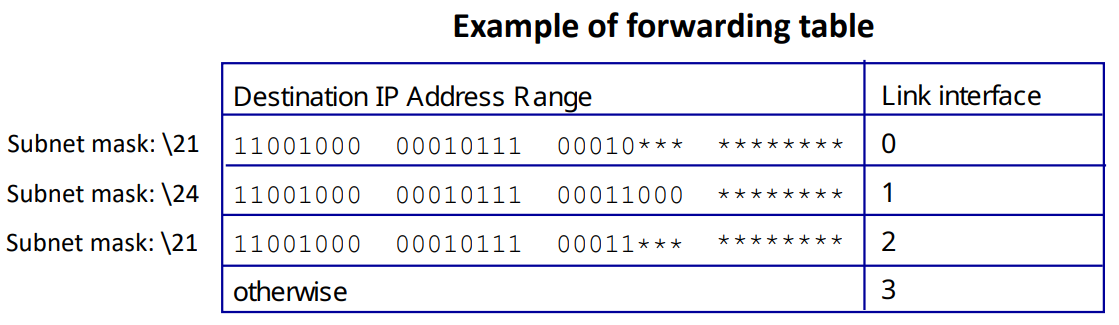 Example of forwarding table
Destination IP Address Range Link interface
Subnet mask: \21 11001000 00010111 00010*** ******** 0
Subnet mask: \24 11001000 00010111 00011000 ******** 1
Subnet mask: \21 11001000 00010111 00011*** ******** 2
otherwise 3